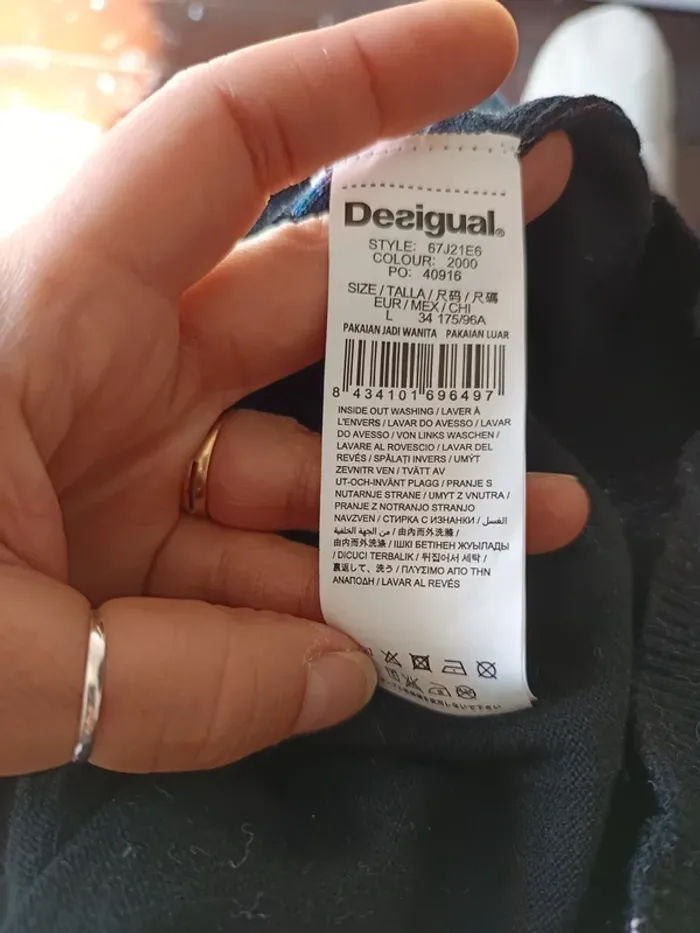 Desigual®
STYLE: 67J21E6
COLOUR: 2000
PO: 40916
SIZE / TALLA / 尺码 / 尺碼
EUR / MEX / CHI
L 34 175/96A
PAKAIAN JADI WANITA PAKAIAN LUAR
8 434101 696497
INSIDE OUT WASHING / LAVER À
L'ENVERS / LAVAR DO AVESSO / LAVAR
DO AVESSO / VON LINKS WASCHEN /
LAVARE AL ROVESCIO / LAVAR DEL
REVÉS / SPĂLAȚI INVERS / UMÝT
ZEVNITR VEN / TVÄTT AV
UT-OCH-INVÄNT PLAGG / PRANJE S
NUTARNJE STRANE / UMYT Z VNUTRA /
PRANJE Z NOTRANJO STRANJO
NAVZVEN / СТИРКА С ИЗНАНКИ / الغسل
من الجهة الخلفية / 由内而外洗滌 /
由内而外洗滌 / ІШКІ БЕТІНЕН ЖУЫЛАДЫ
/ DICUCI TERBALIK / 뒤집어서 세탁 /
裏返して、洗う / ΠΛΥΣΙΜΟ ΑΠΟ ΤΗΝ
ΑΝΑΠΟΔΗ / LAVAR AL REVÉS